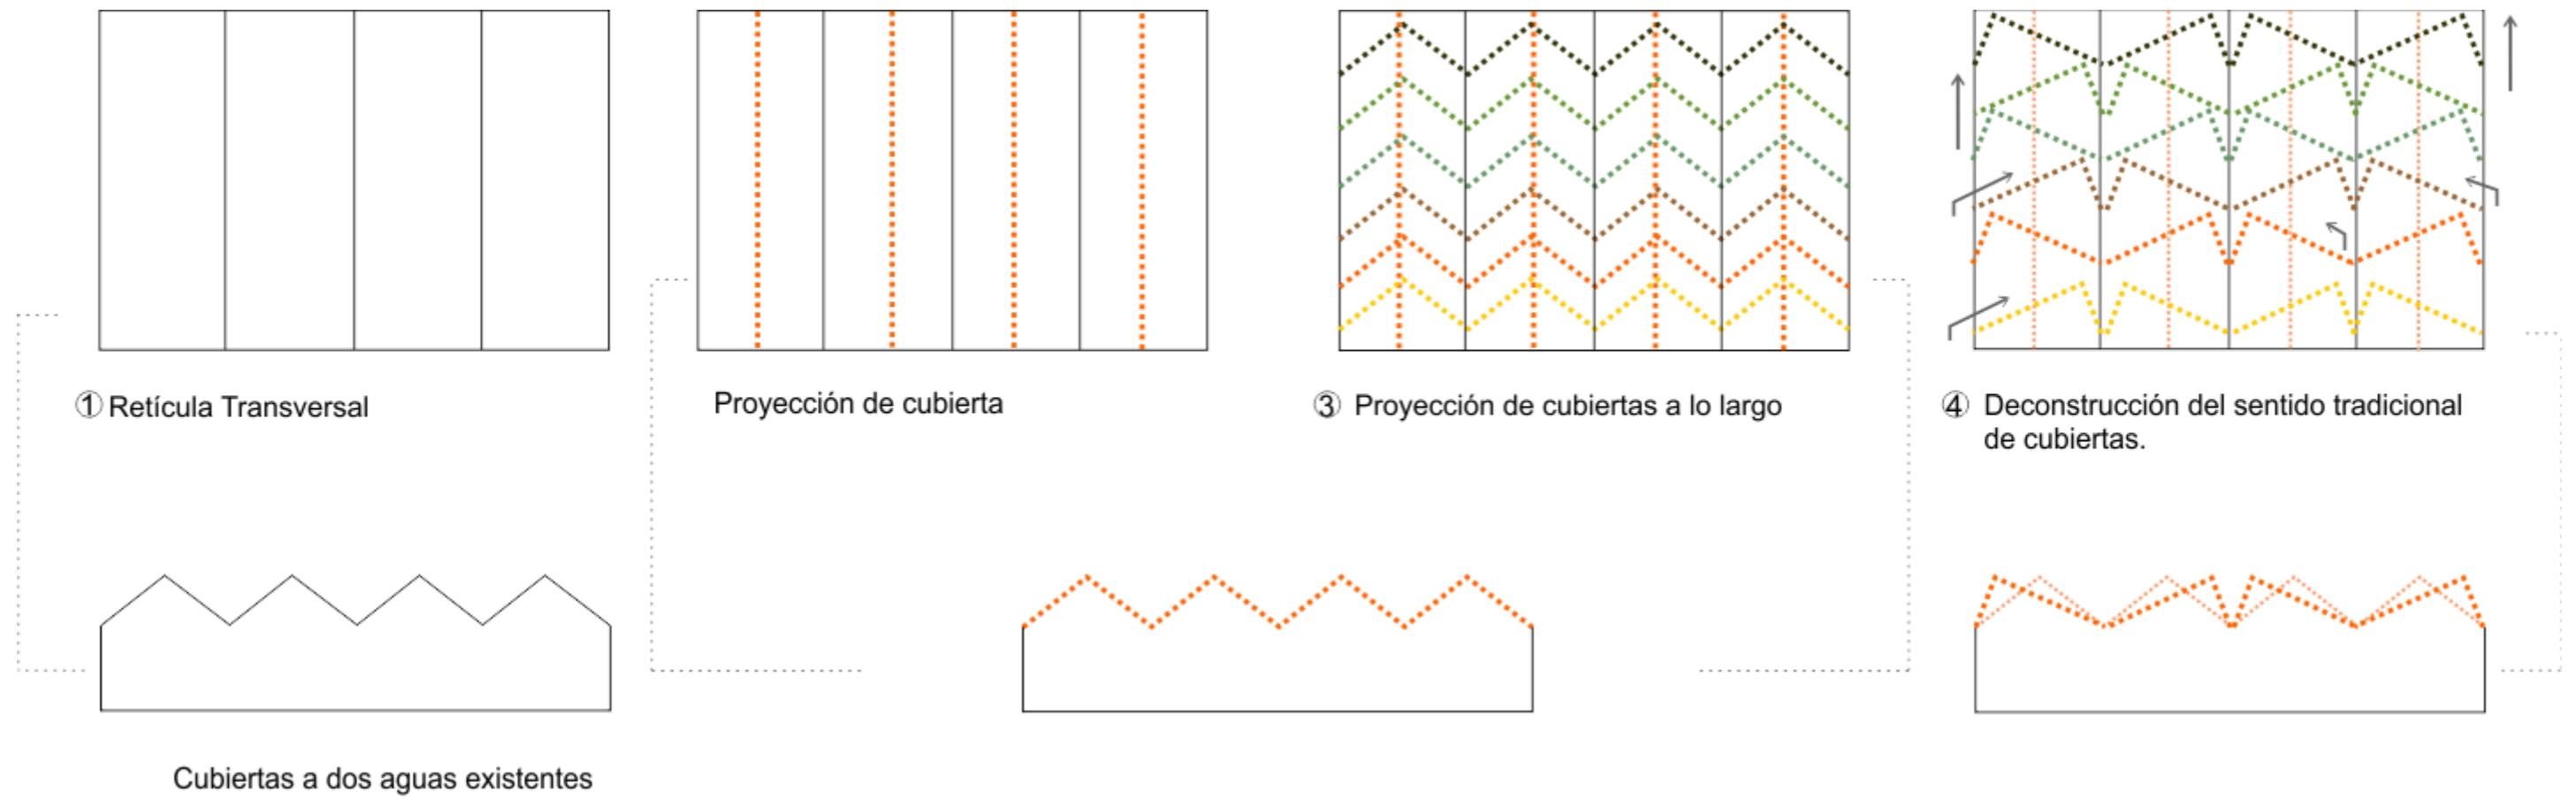 ① Retícula Transversal
Proyección de cubierta
③ Proyección de cubiertas a lo largo
④ Deconstrucción del sentido tradicional
de cubiertas.
Cubiertas a dos aguas existentes